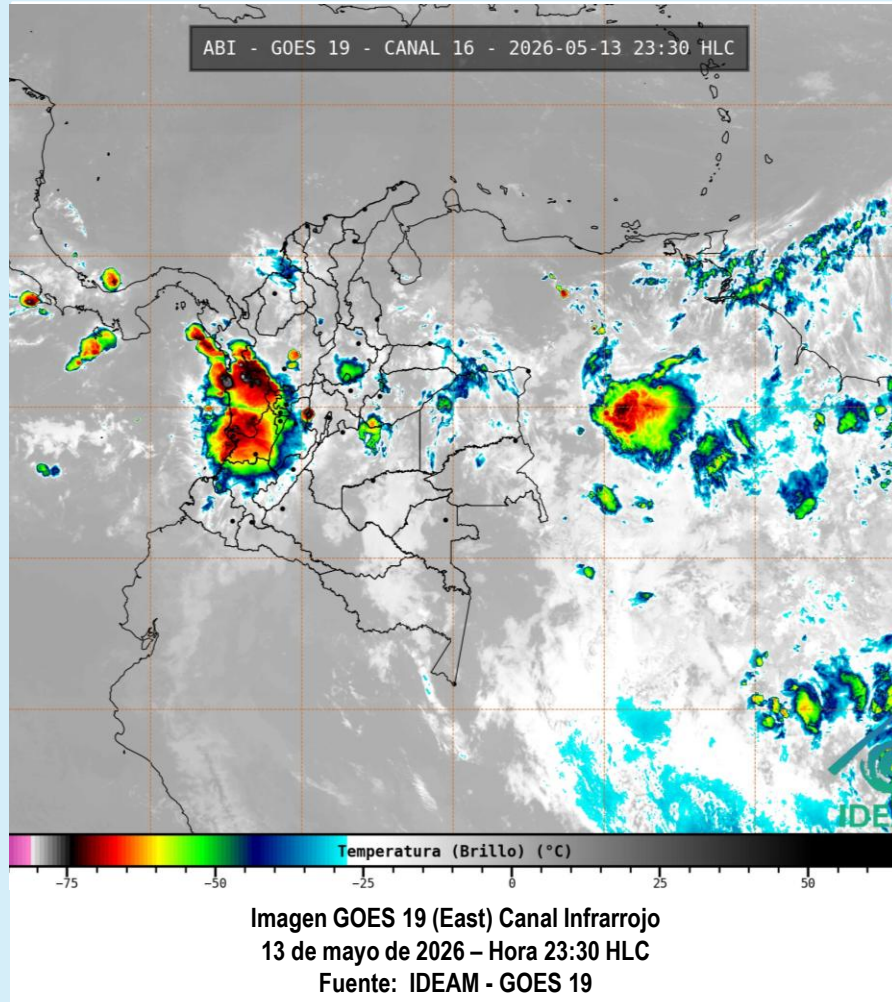 ABI - GOES 19 - CANAL 16 - 2026-05-13 23:30 HLC
IDE
Temperatura (Brillo) (°C)
−75 −50 −25 0 25 50
Imagen GOES 19 (East) Canal Infrarrojo
13 de mayo de 2026 – Hora 23:30 HLC
Fuente: IDEAM - GOES 19